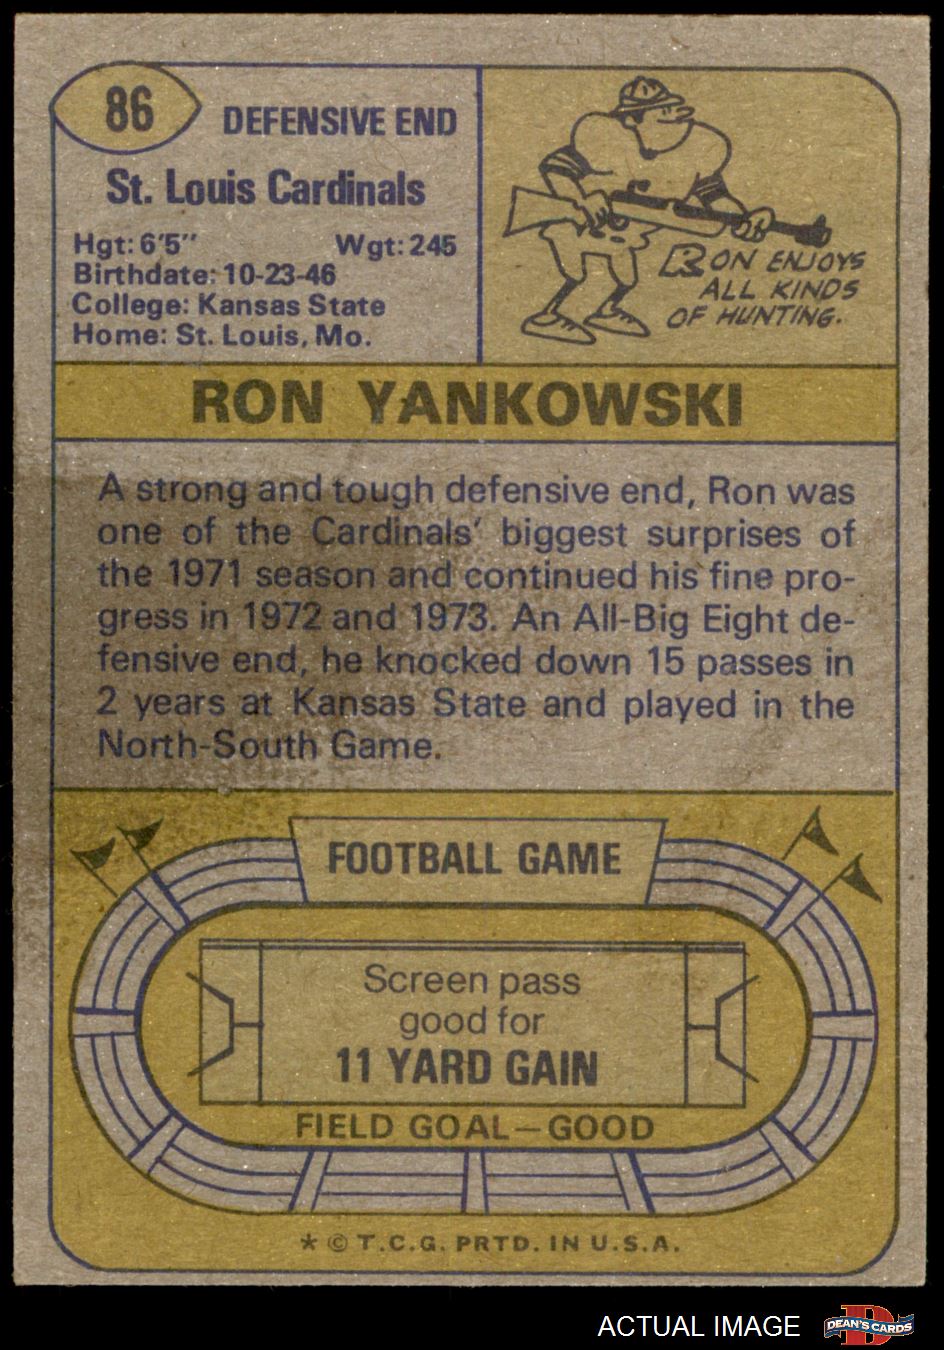 86
DEFENSIVE END
St. Louis Cardinals
Hgt: 6'5" Wgt: 245
Birthdate: 10-23-46
College: Kansas State
Home: St. Louis, Mo.
RON ENJOYS
ALL KINDS
OF HUNTING.
RON YANKOWSKI
A strong and tough defensive end, Ron was
one of the Cardinals' biggest surprises of
the 1971 season and continued his fine pro-
gress in 1972 and 1973. An All-Big Eight de-
fensive end, he knocked down 15 passes in
2 years at Kansas State and played in the
North-South Game.
FOOTBALL GAME
Screen pass
good for
11 YARD GAIN
FIELD GOAL—GOOD
* © T.C.G. PRTD. IN U.S.A.
ACTUAL IMAGE
D
DEAN'S CARDS